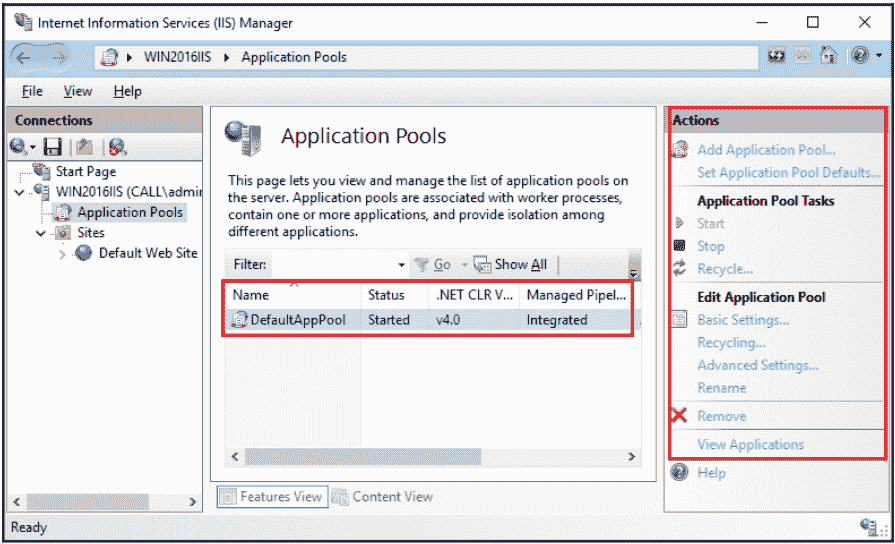 Internet Information Services (IIS) Manager
WIN2016IIS Application Pools
File View Help
Connections
Start Page
WIN2016IIS (CALL\admir
Application Pools
Sites
Default Web Site
Application Pools
This page lets you view and manage the list of application pools on
the server. Application pools are associated with worker processes,
contain one or more applications, and provide isolation among
different applications.
Filter: Go Show All
Name Status .NET CLR V... Managed Pipel...
DefaultAppPool Started v4.0 Integrated
Features View Content View
Actions
Add Application Pool...
Set Application Pool Defaults...
Application Pool Tasks
Start
Stop
Recycle...
Edit Application Pool
Basic Settings...
Recycling...
Advanced Settings...
Rename
Remove
View Applications
Help
Ready